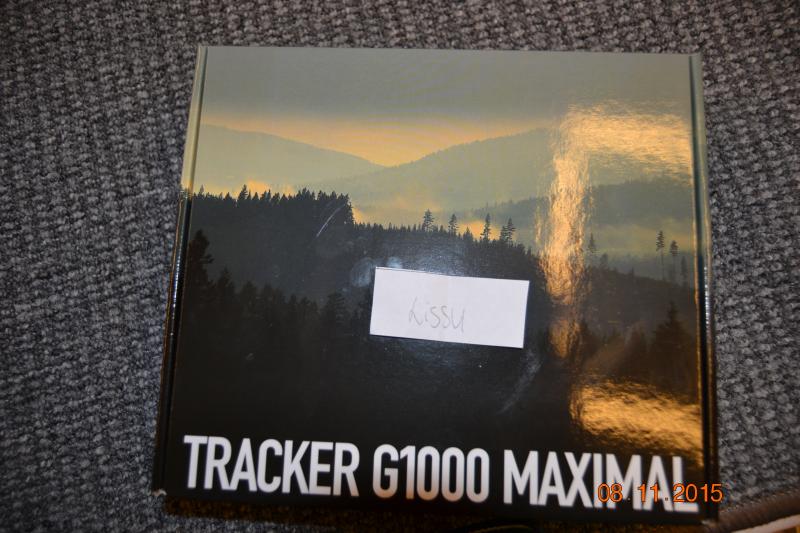 Lissu
TRACKER G1000 MAXIMAL
08.11.2015